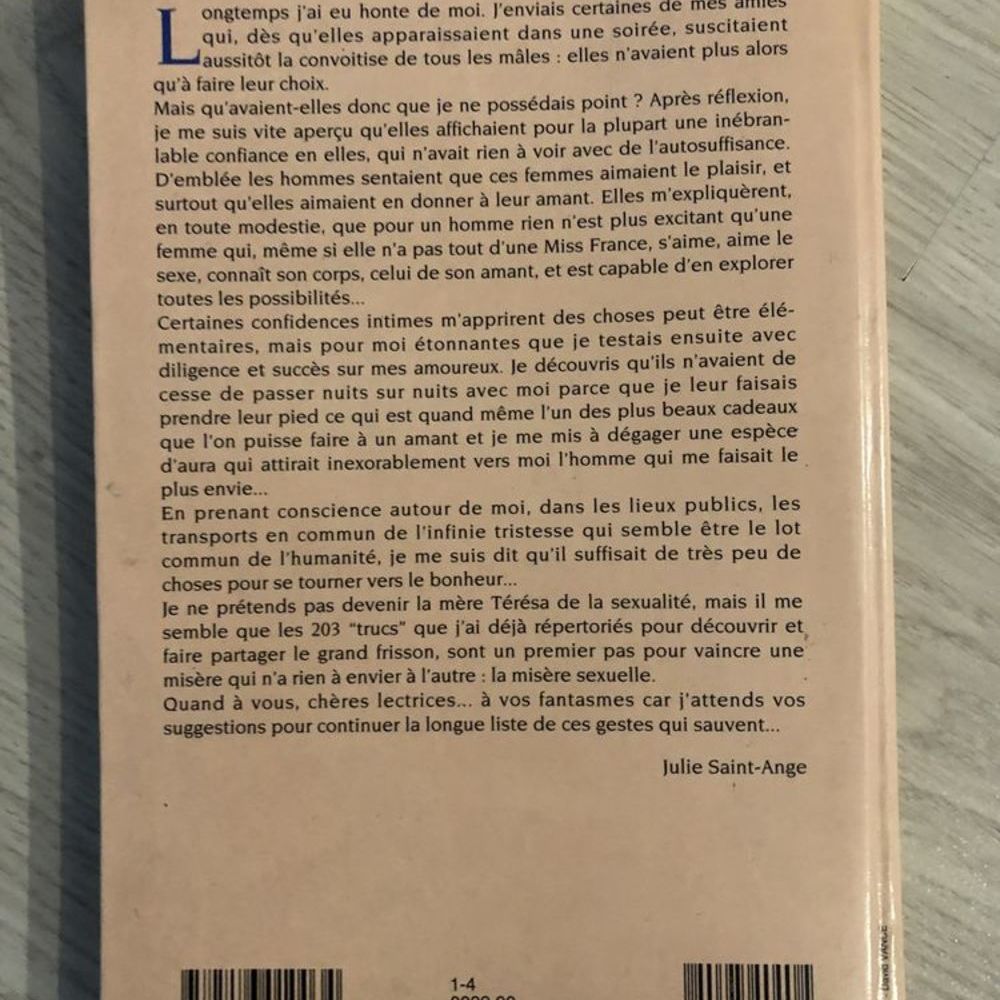 Longtemps j'ai eu honte de moi. J'enviais certaines de mes amies
qui, dès qu'elles apparaissaient dans une soirée, suscitaient
aussitôt la convoitise de tous les mâles : elles n'avaient plus alors
qu'à faire leur choix.
Mais qu'avaient-elles donc que je ne possédais point ? Après réflexion,
je me suis vite aperçu qu'elles affichaient pour la plupart une inébran-
lable confiance en elles, qui n'avait rien à voir avec de l'autosuffisance.
D'emblée les hommes sentaient que ces femmes aimaient le plaisir, et
surtout qu'elles aimaient en donner à leur amant. Elles m'expliquèrent,
en toute modestie, que pour un homme rien n'est plus excitant qu'une
femme qui, même si elle n'a pas tout d'une Miss France, s'aime, aime le
sexe, connaît son corps, celui de son amant, et est capable d'en explorer
toutes les possibilités...
Certaines confidences intimes m'apprirent des choses peut être élé-
mentaires, mais pour moi étonnantes que je testais ensuite avec
diligence et succès sur mes amoureux. Je découvris qu'ils n'avaient de
cesse de passer nuits sur nuits avec moi parce que je leur faisais
prendre leur pied ce qui est quand même l'un des plus beaux cadeaux
que l'on puisse faire à un amant et je me mis à dégager une espèce
d'aura qui attirait inexorablement vers moi l'homme qui me faisait le
plus envie...
En prenant conscience autour de moi, dans les lieux publics, les
transports en commun de l'infinie tristesse qui semble être le lot
commun de l'humanité, je me suis dit qu'il suffisait de très peu de
choses pour se tourner vers le bonheur...
Je ne prétends pas devenir la mère Térésa de la sexualité, mais il me
semble que les 203 "trucs" que j'ai déjà répertoriés pour découvrir et
faire partager le grand frisson, sont un premier pas pour vaincre une
misère qui n'a rien à envier à l'autre : la misère sexuelle.
Quand à vous, chères lectrices... à vos fantasmes car j'attends vos
suggestions pour continuer la longue liste de ces gestes qui sauvent...
Julie Saint-Ange
1-4
David VANCE